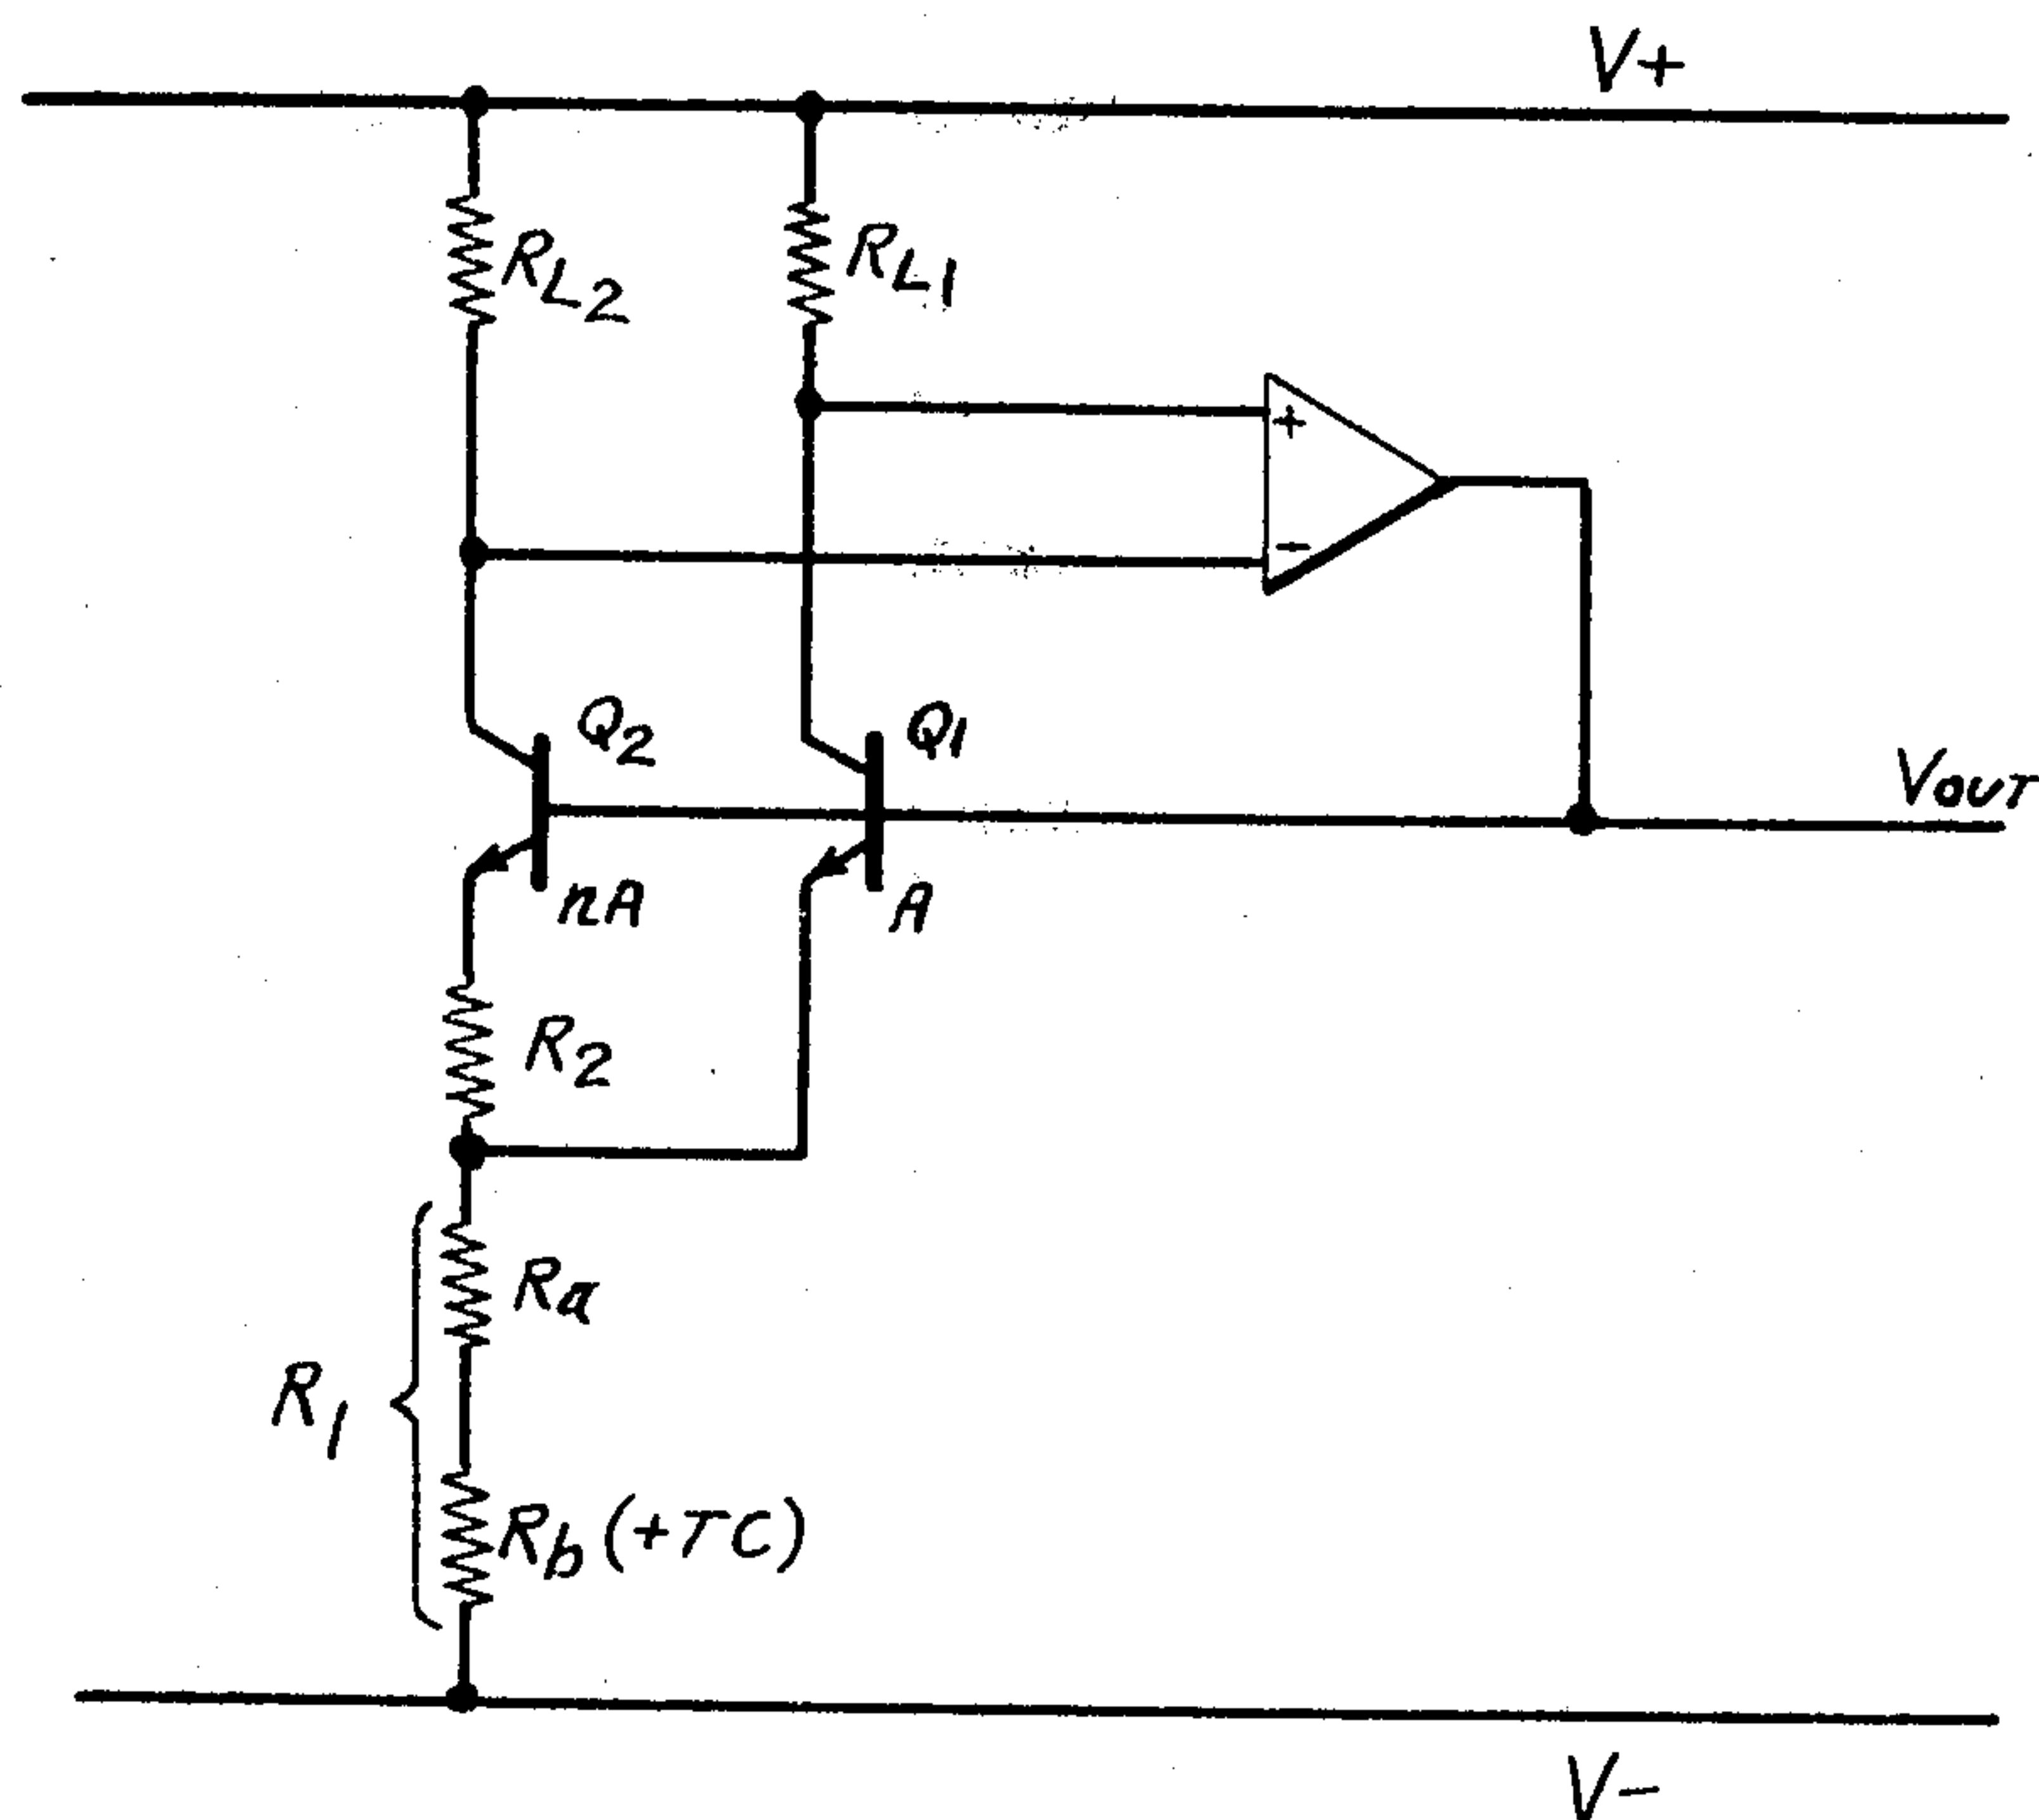 V+
RL2
RL1
+
-
Q2
Q1
VOUT
nA
A
R2
Ra
R1
Rb (+TC)
V-